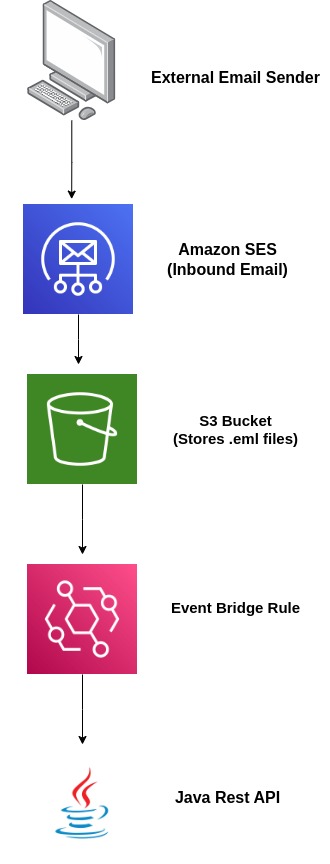 External Email Sender
Amazon SES
(Inbound Email)
S3 Bucket
(Stores .eml files)
Event Bridge Rule
Java Rest API